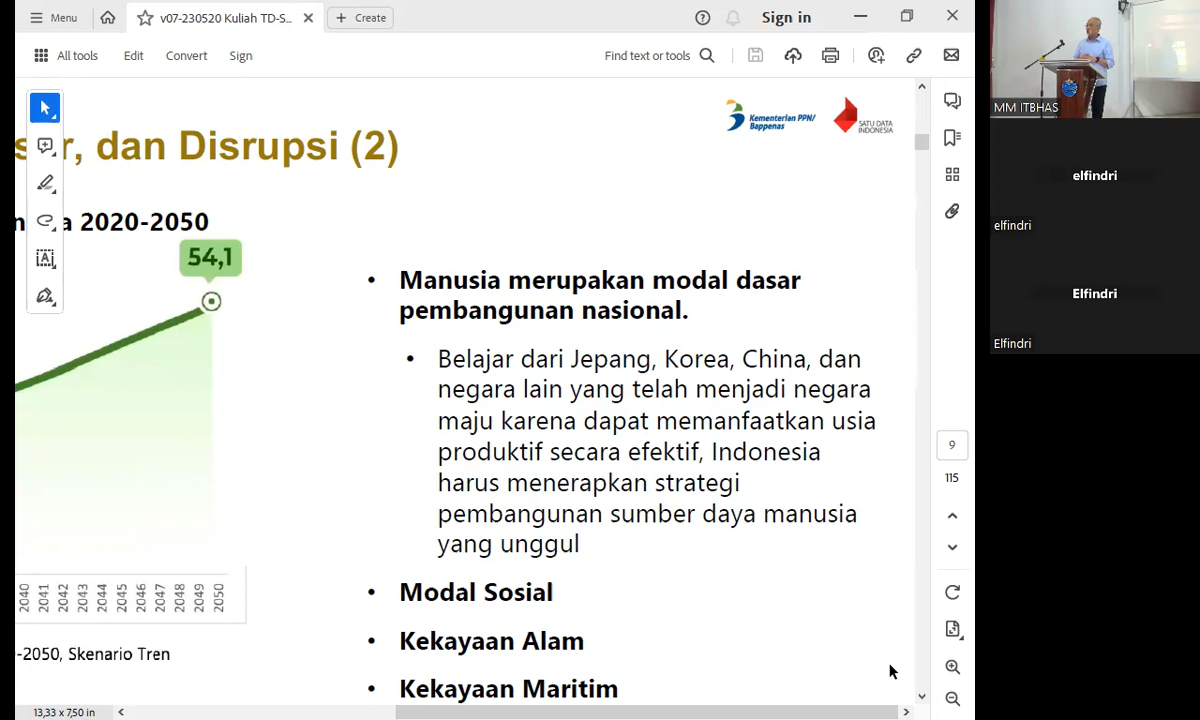 Menu
v07-230520 Kuliah TD-S...
Create
Sign in
All tools
Edit
Convert
Sign
Find text or tools
Kementerian PPN/
Bappenas
SATU DATA
INDONESIA
r, dan Disrupsi (2)
a 2020-2050
54,1
2040 2041 2042 2043 2044 2045 2046 2047 2048 2049 2050
-2050, Skenario Tren
• Manusia merupakan modal dasar
pembangunan nasional.
• Belajar dari Jepang, Korea, China, dan
negara lain yang telah menjadi negara
maju karena dapat memanfaatkan usia
produktif secara efektif, Indonesia
harus menerapkan strategi
pembangunan sumber daya manusia
yang unggul
• Modal Sosial
• Kekayaan Alam
• Kekayaan Maritim
9
115
13,33 x 7,50 in
MM ITBHAS
elfindri
elfindri
Elfindri
Elfindri